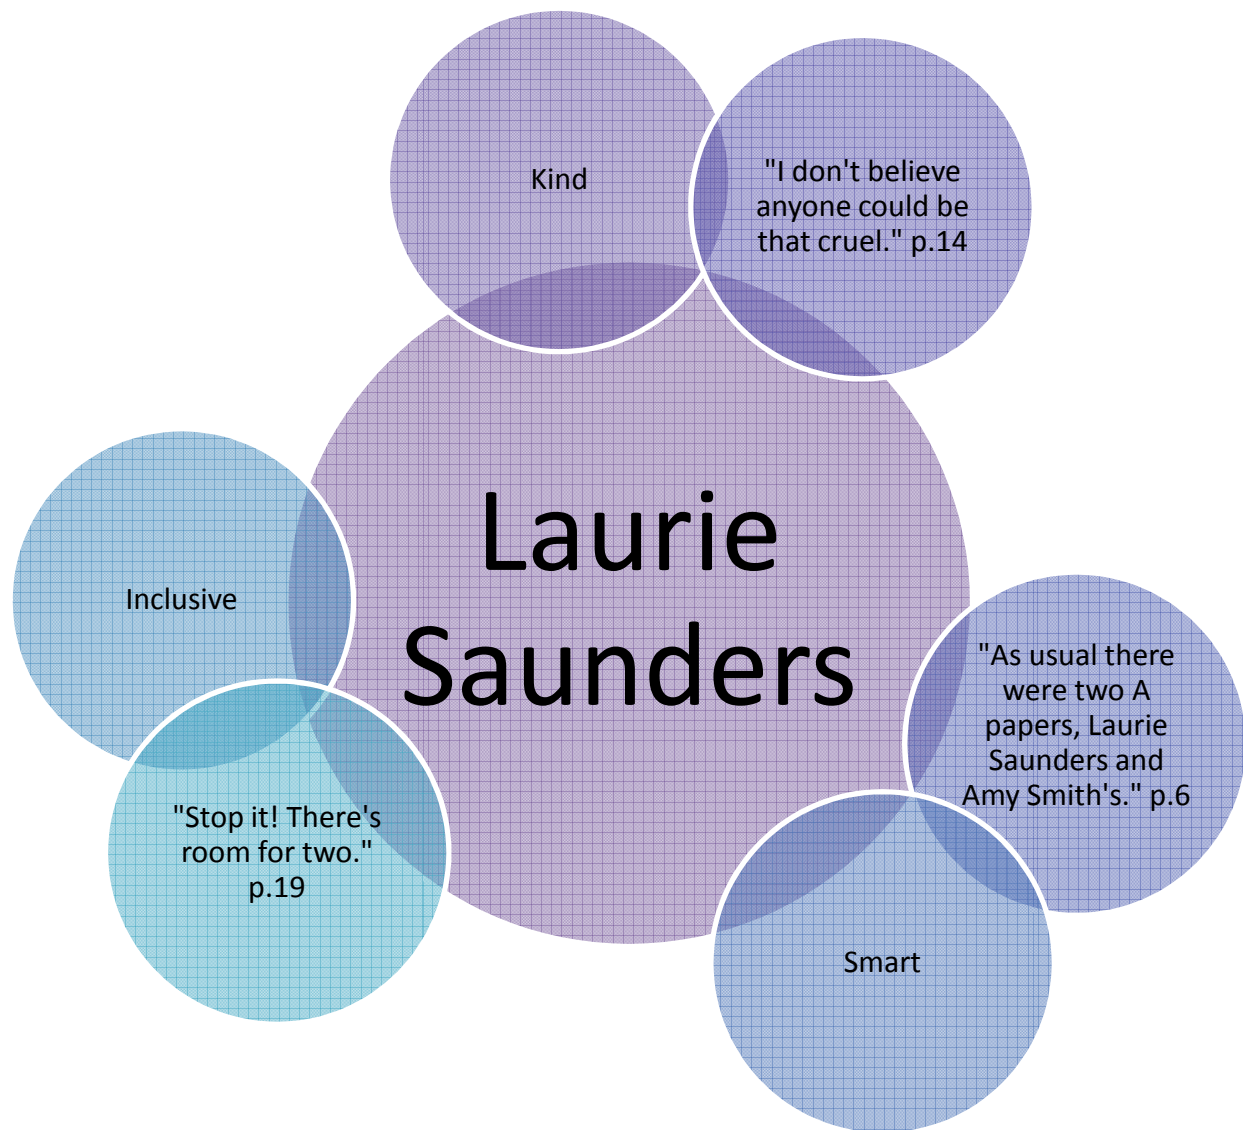 Kind
"I don't believe
anyone could be
that cruel." p.14
Laurie
Saunders
Inclusive
"As usual there
were two A
papers, Laurie
Saunders and
Amy Smith's." p.6
"Stop it! There's
room for two."
p.19
Smart